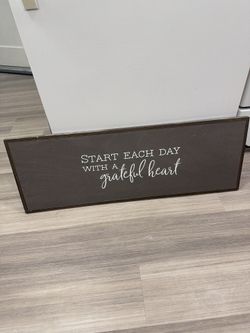 START EACH DAY
WITH A
grateful heart